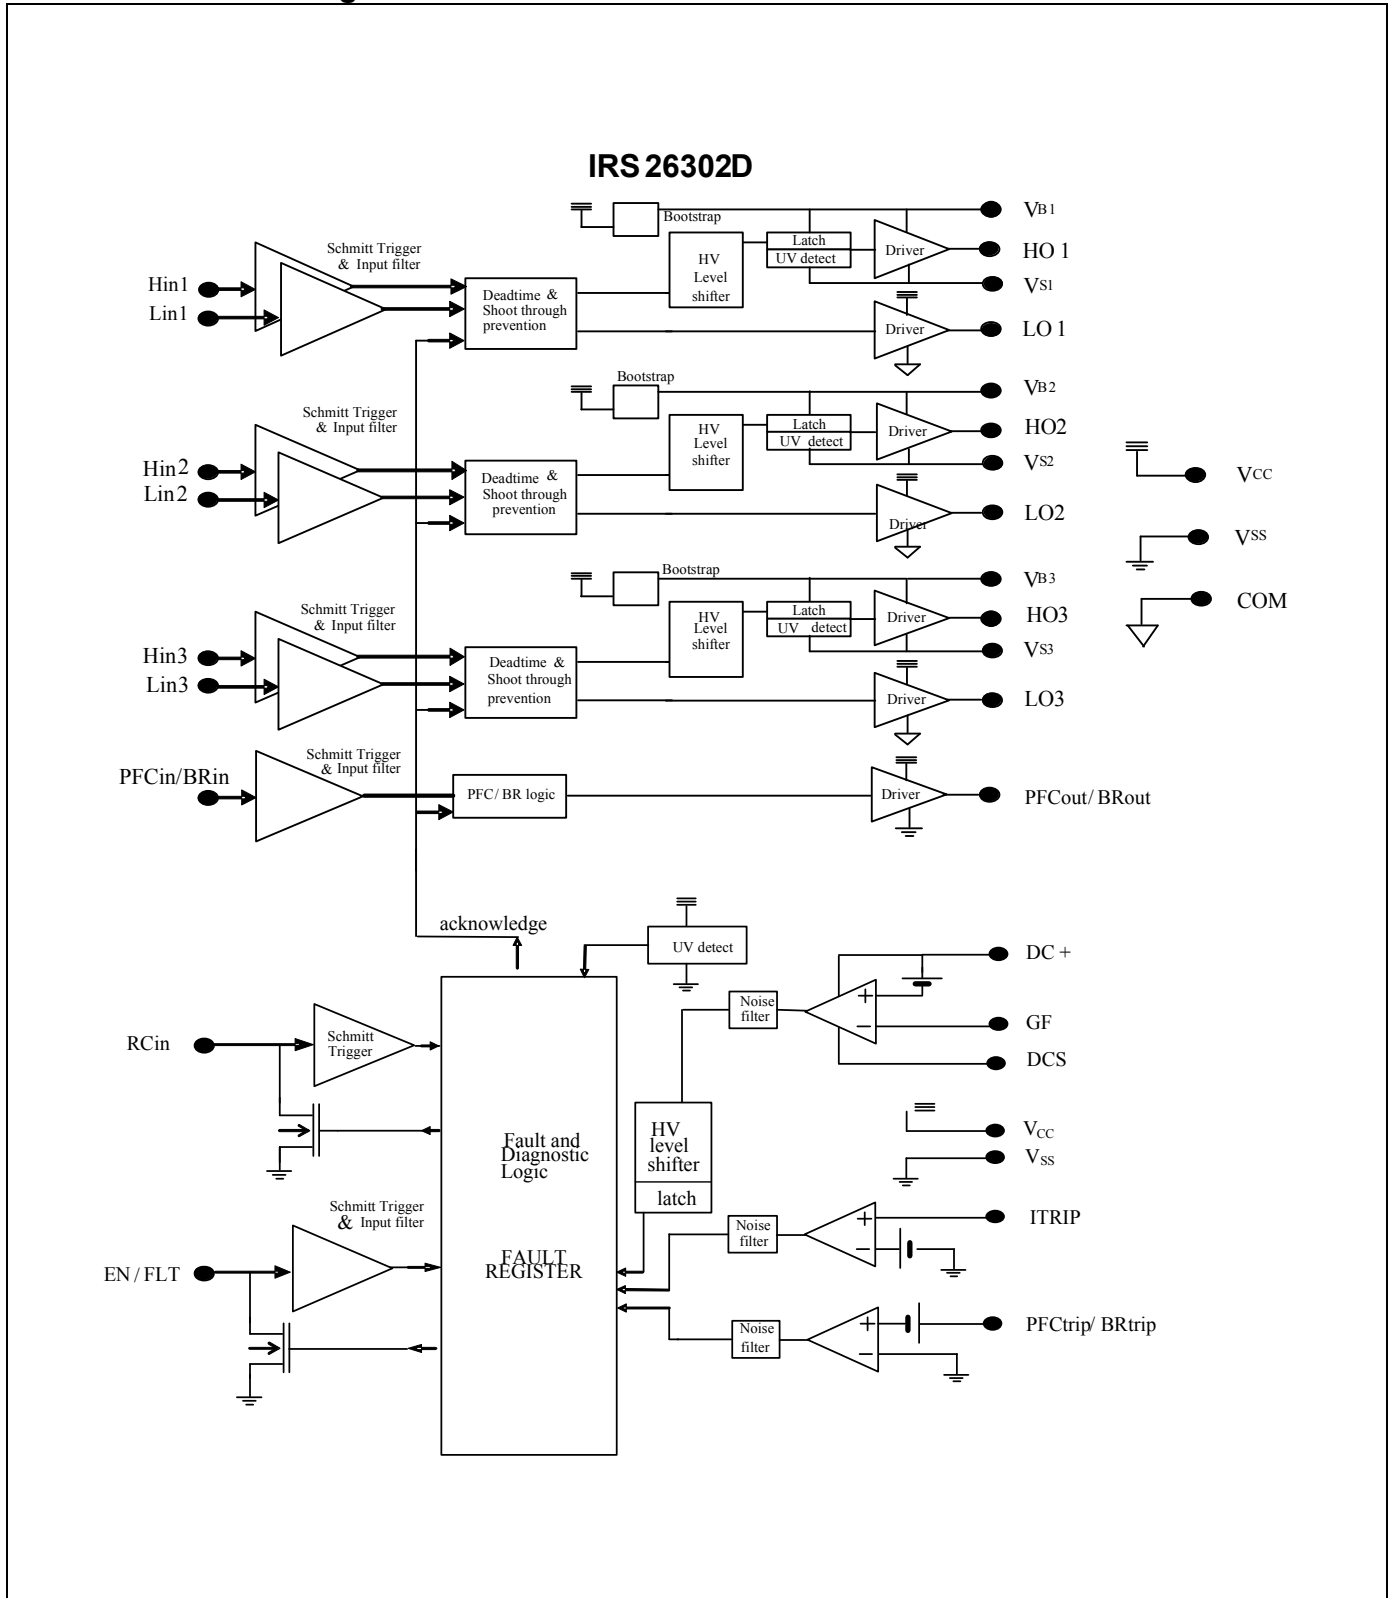 IRS 26302D
VB1
Bootstrap
Schmitt Trigger
& Input filter
Latch
UV detect
Driver
HO 1
HV
Level
shifter
Hin1
VS1
Deadtime &
Shoot through
prevention
Lin1
Driver
LO 1
Bootstrap
VB2
Schmitt Trigger
& Input filter
Latch
UV detect
Driver
HO2
HV
Level
shifter
Hin2
VS2
VCC
Deadtime &
Shoot through
prevention
Lin2
Driver
LO2
VSS
Bootstrap
VB3
Schmitt Trigger
& Input filter
Latch
UV detect
Driver
HO3
COM
HV
Level
shifter
Hin3
VS3
Deadtime &
Shoot through
prevention
Lin3
Driver
LO3
Schmitt Trigger
& Input filter
PFCin/BRin
PFC/ BR logic
Driver
PFCout/ BRout
acknowledge
UV detect
DC +
Noise
filter
+
−
GF
RCin
Schmitt
Trigger
DCS
HV
level
shifter
latch
VCC
VSS
Fault and
Diagnostic
Logic
Schmitt Trigger
& Input filter
Noise
filter
+
−
ITRIP
FAULT
REGISTER
EN / FLT
Noise
filter
+
−
PFCtrip/ BRtrip